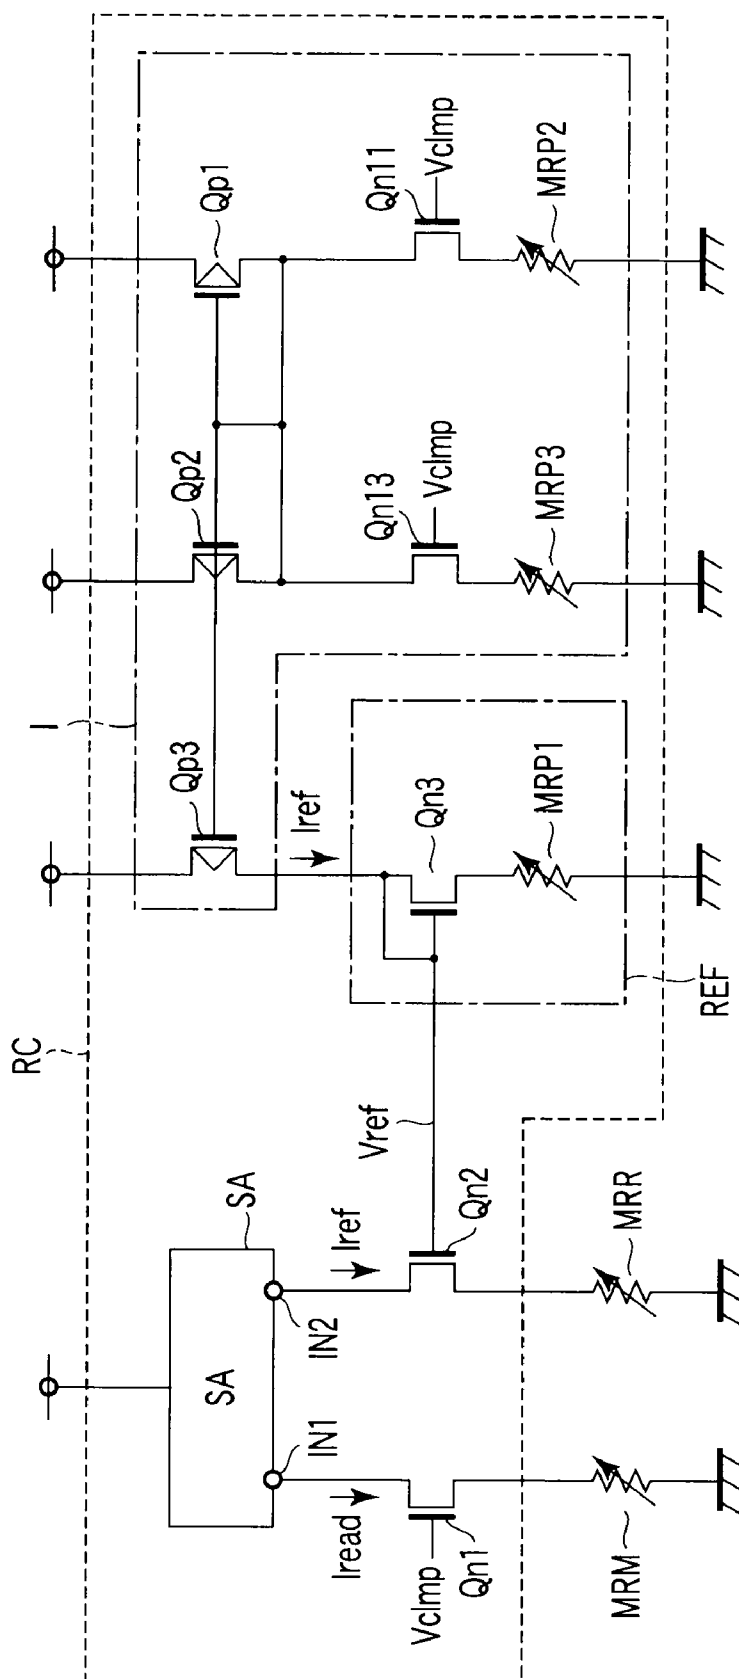 RC
I
Qp3
Qp2
Qp1
Iref
Qn3
MRP1
REF
Qn13
Vclmp
MRP3
Qn11
Vclmp
MRP2
Vref
SA
SA
IN1
IN2
Iread
Iref
Vclmp
Qn1
Qn2
MRM
MRR